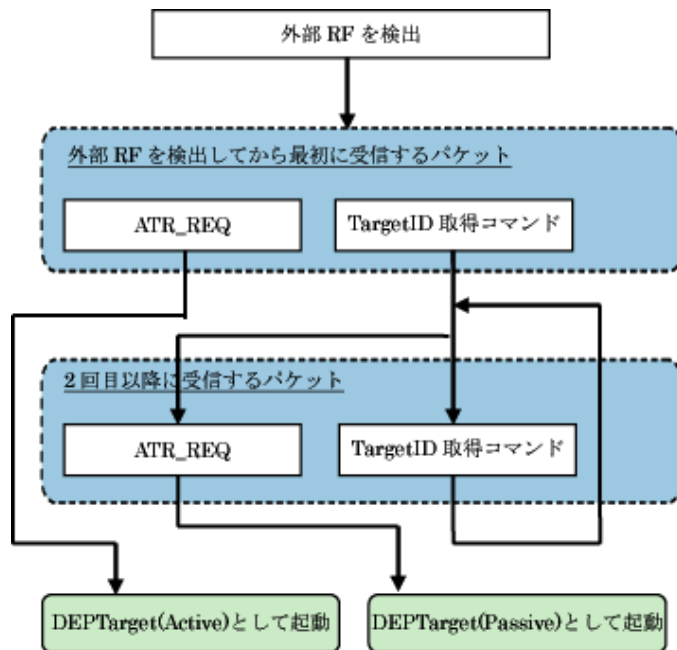 外部 RF を検出
外部 RF を検出してから最初に受信するパケット
ATR_REQ
TargetID 取得コマンド
2 回目以降に受信するパケット
ATR_REQ
TargetID 取得コマンド
DEPTarget(Active)として起動
DEPTarget(Passive)として起動